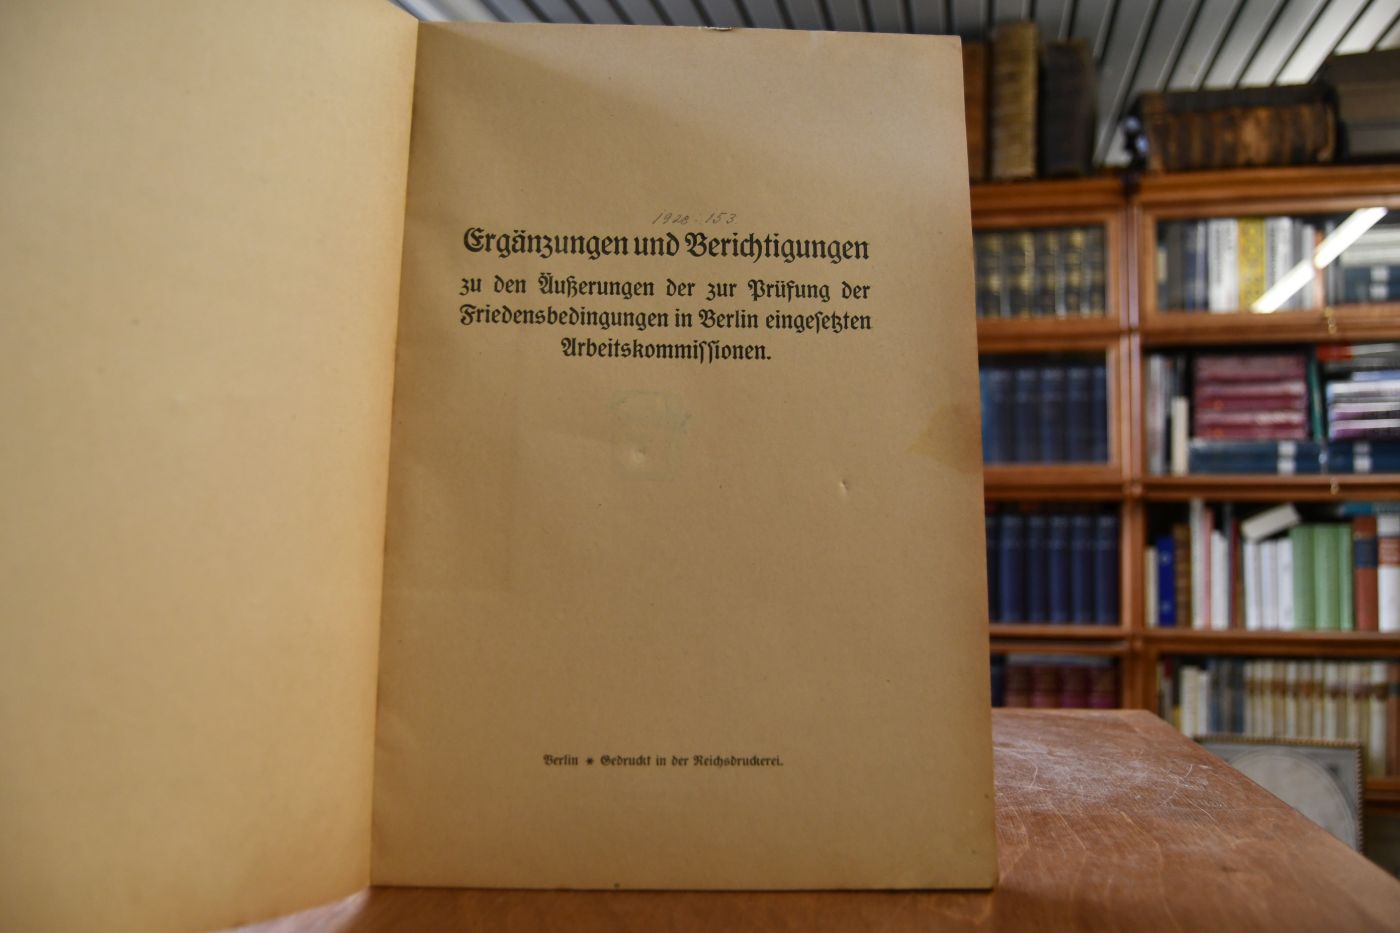 1928. 153
Ergänzungen und Berichtigungen
zu den Äußerungen der zur Prüfung der
Friedensbedingungen in Berlin eingeſetzten
Arbeitskommiſſionen.
Berlin * Gedruckt in der Reichsdruckerei.